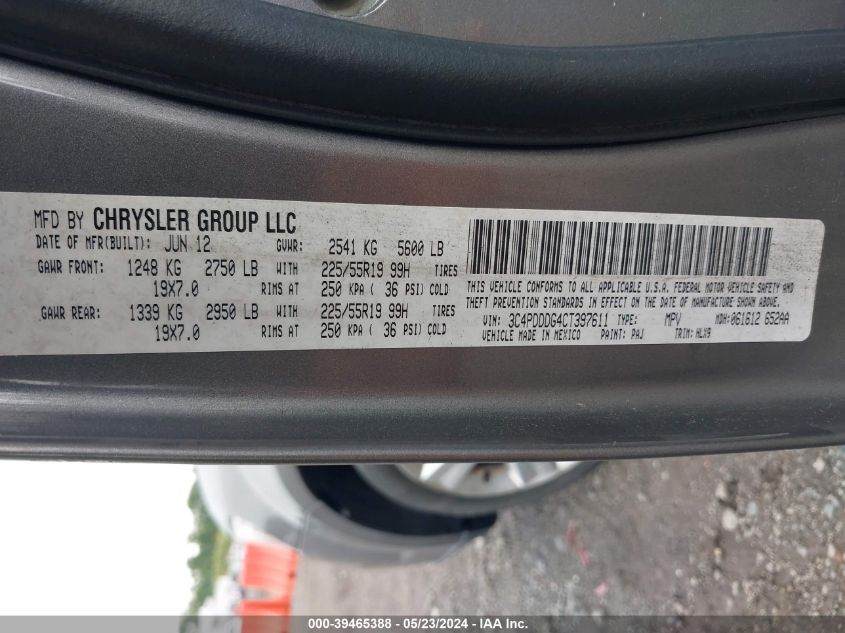 MFD BY CHRYSLER GROUP LLC
DATE OF MFR(BUILT): JUN 12 GVWR: 2541 KG 5600 LB
GAWR FRONT: 1248 KG 2750 LB WITH 225/55R19 99H TIRES
19X7.0 RIMS AT 250 KPA ( 36 PSI) COLD
GAWR REAR: 1339 KG 2950 LB WITH 225/55R19 99H TIRES
19X7.0 RIMS AT 250 KPA ( 36 PSI) COLD
THIS VEHICLE CONFORMS TO ALL APPLICABLE U.S.A. FEDERAL MOTOR VEHICLE SAFETY AND
THEFT PREVENTION STANDARDS IN EFFECT ON THE DATE OF MANUFACTURE SHOWN ABOVE.
VIN: 3C4PDDDG4CT397611 TYPE: MPV MDH: 061612 652AA
VEHICLE MADE IN MEXICO PAINT: PAJ TRIM: HLX9
000-39465388 - 05/23/2024 - IAA Inc.